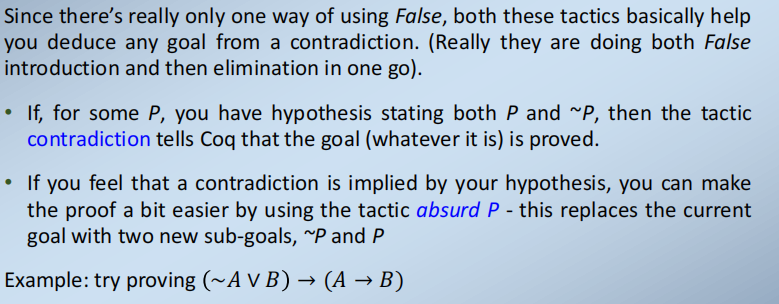 Since there's really only one way of using False, both these tactics basically help
you deduce any goal from a contradiction. (Really they are doing both False
introduction and then elimination in one go).
• If, for some P, you have hypothesis stating both P and ~P, then the tactic
contradiction tells Coq that the goal (whatever it is) is proved.
• If you feel that a contradiction is implied by your hypothesis, you can make
the proof a bit easier by using the tactic absurd P - this replaces the current
goal with two new sub-goals, ~P and P
Example: try proving (~A ∨ B) → (A → B)